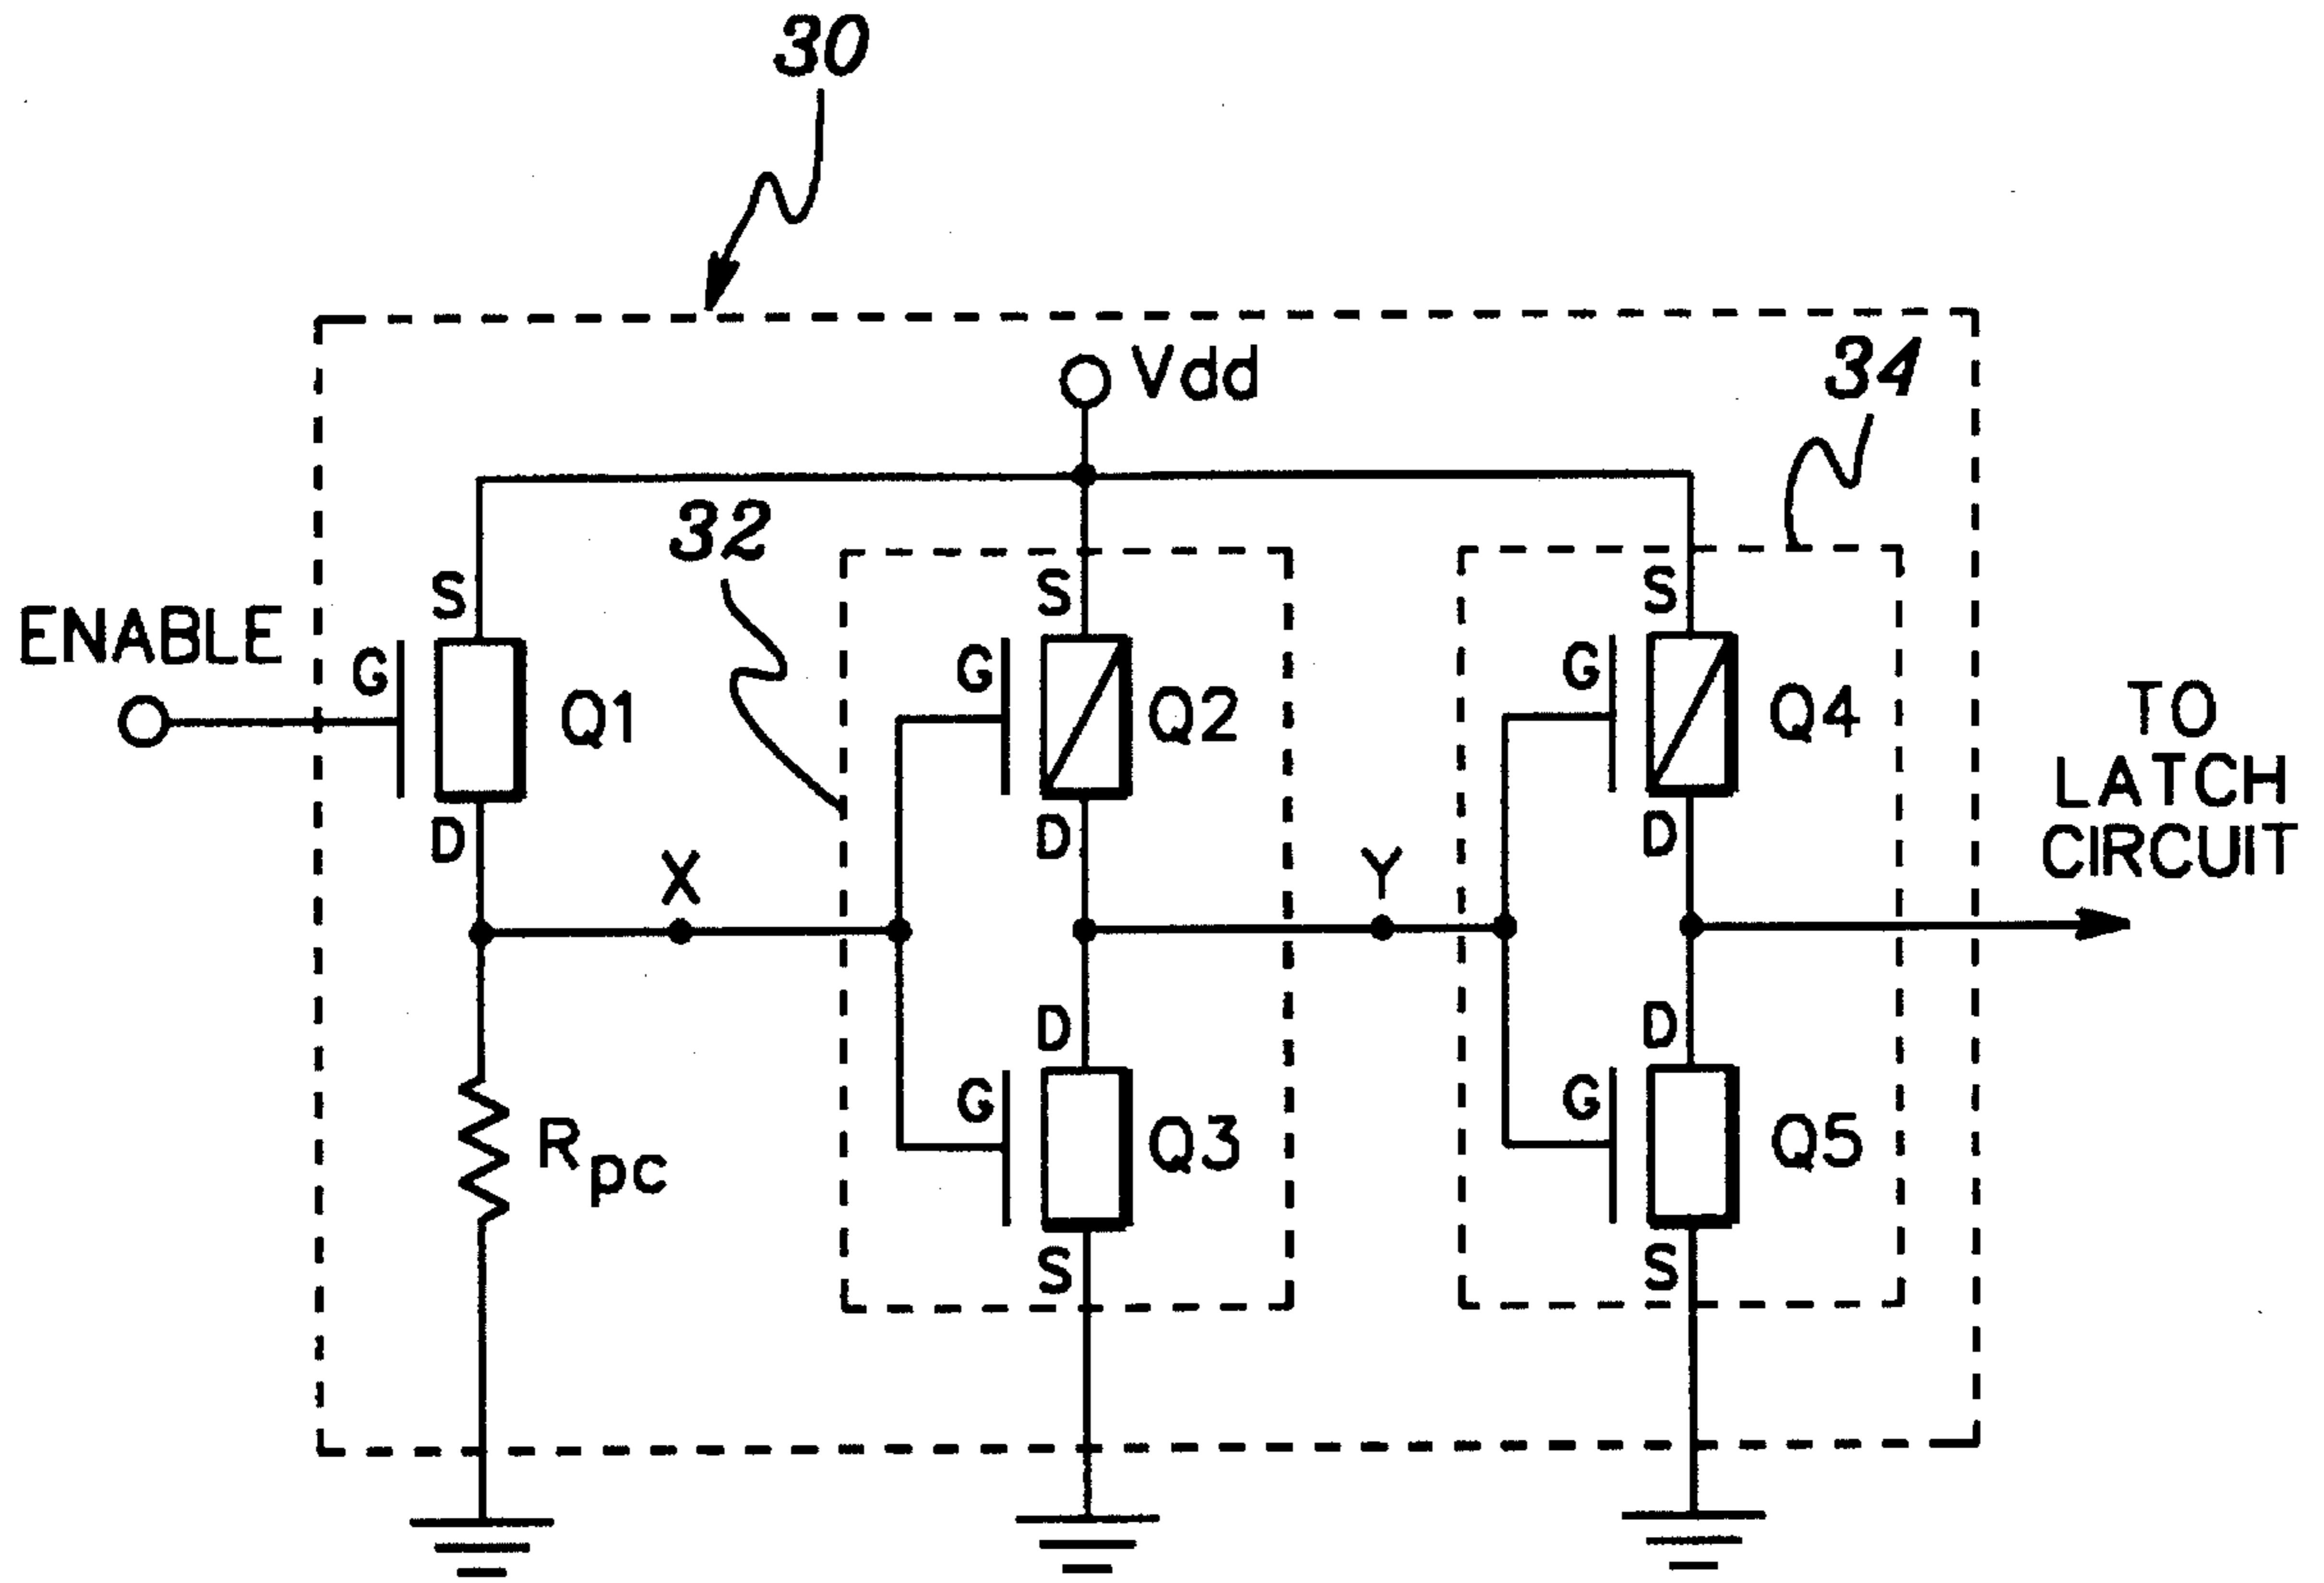 30
Vdd
34
32
S
S
S
ENABLE
G
Q1
G
Q2
G
Q4
TO
LATCH
CIRCUIT
D
D
D
X
Y
D
D
Rpc
G
Q3
G
Q5
S
S